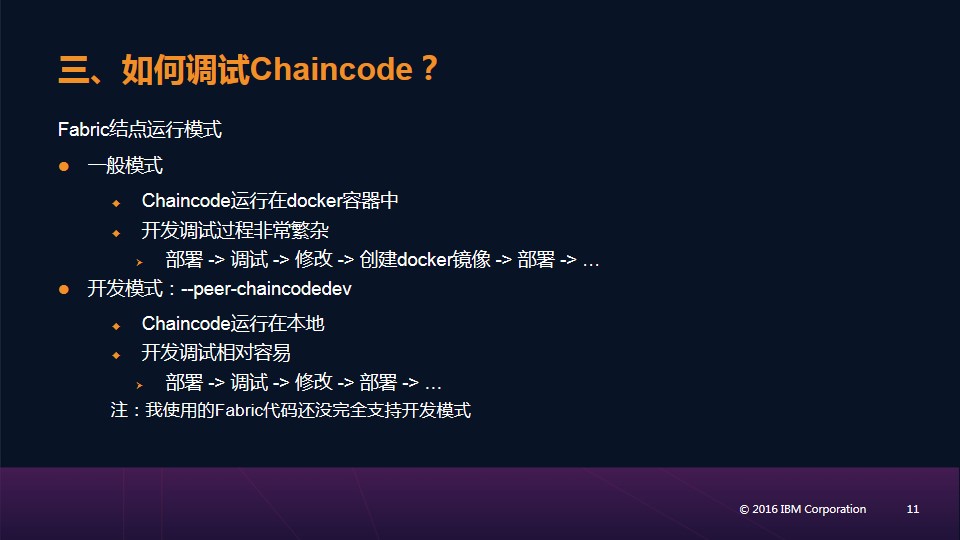 三、如何调试Chaincode？
Fabric结点运行模式
● 一般模式
◆ Chaincode运行在docker容器中
◆ 开发调试过程非常繁杂
➢ 部署 -> 调试 -> 修改 -> 创建docker镜像 -> 部署 -> …
● 开发模式：--peer-chaincodedev
◆ Chaincode运行在本地
◆ 开发调试相对容易
➢ 部署 -> 调试 -> 修改 -> 部署 -> …
注：我使用的Fabric代码还没完全支持开发模式
© 2016 IBM Corporation 11